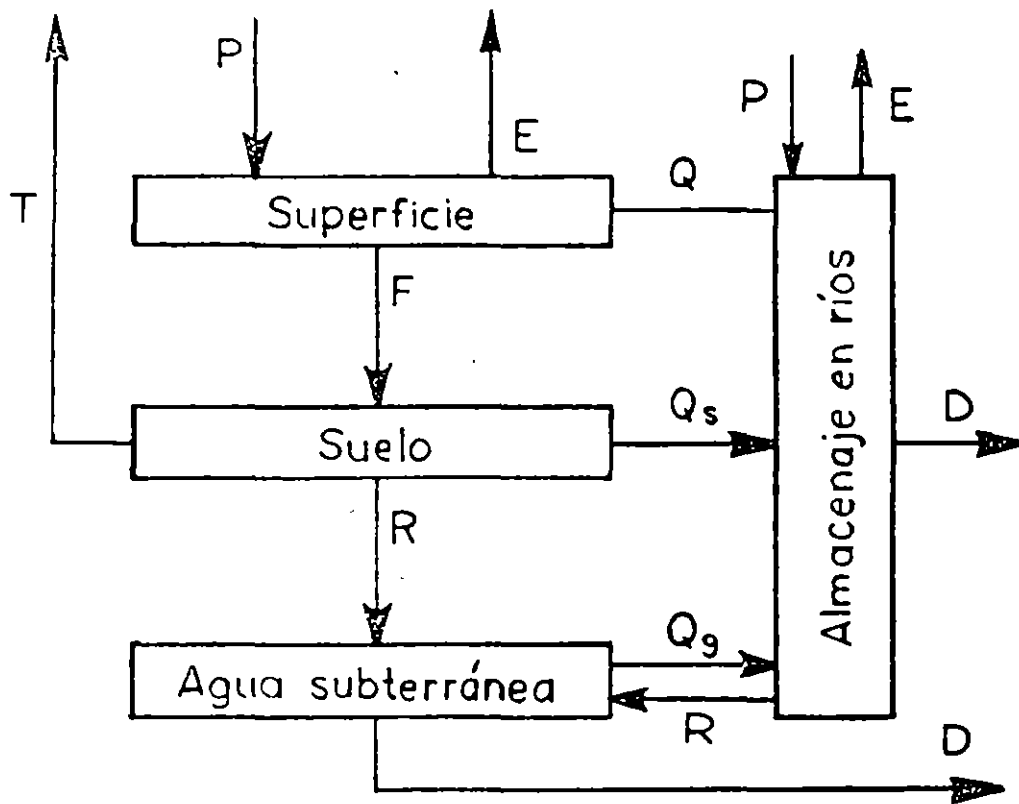 P
E
P
E
T
Q
Superficie
F
Almacenaje en ríos
Qs
D
Suelo
R
Qg
Agua subterránea
R
D